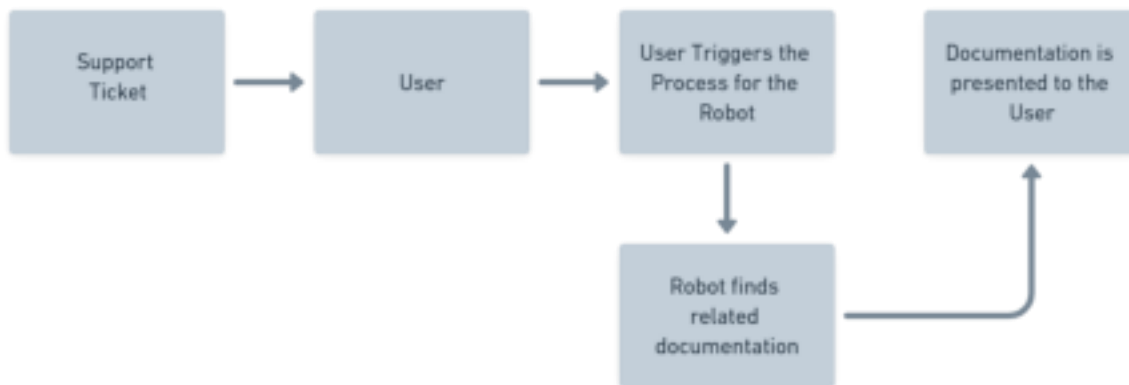 Support
Ticket
User
User Triggers the
Process for the
Robot
Documentation is
presented to the
User
Robot finds
related
documentation